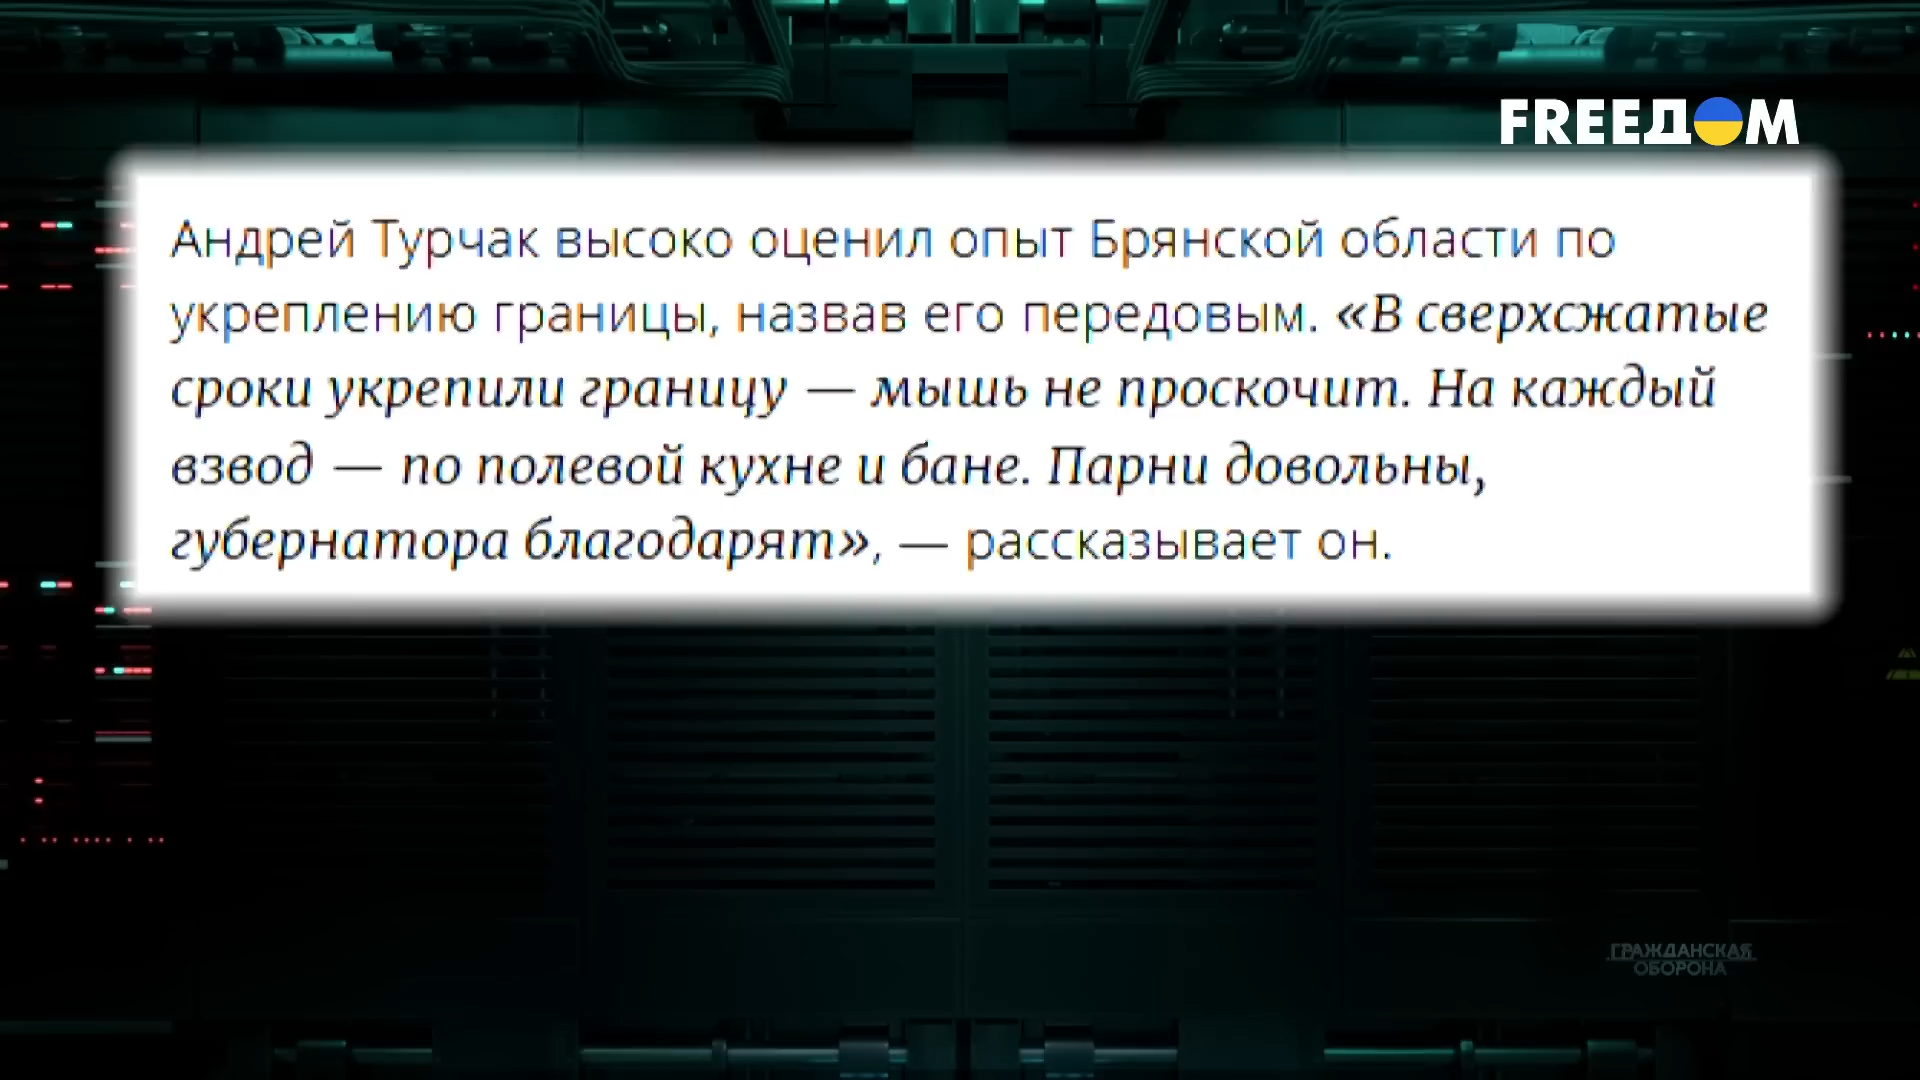 FREEДOM
Андрей Турчак высоко оценил опыт Брянской области по
укреплению границы, назвав его передовым. «В сверхсжатые
сроки укрепили границу — мышь не проскочит. На каждый
взвод — по полевой кухне и бане. Парни довольны,
губернатора благодарят», — рассказывает он.
ГРАЖДАНСКАЯ
ОБОРОНА